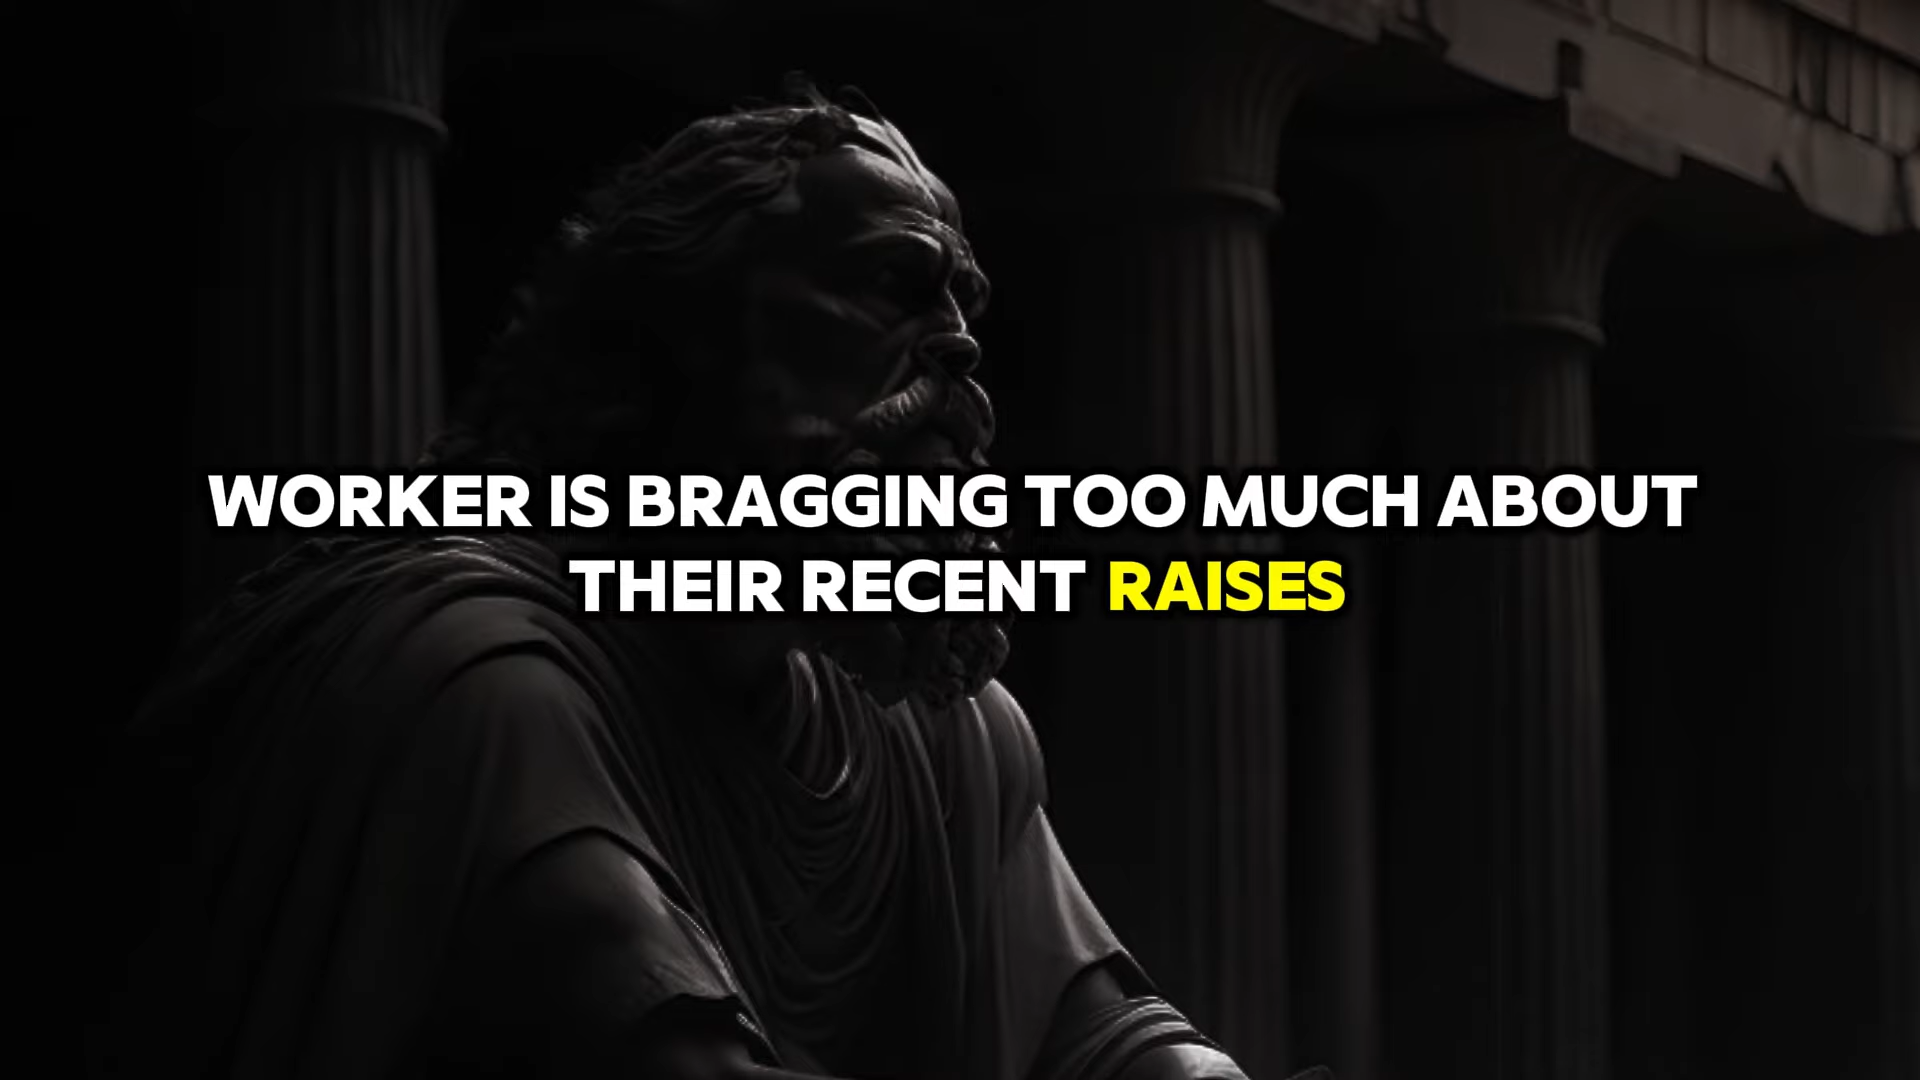 WORKER IS BRAGGING TOO MUCH ABOUT
THEIR RECENT RAISES